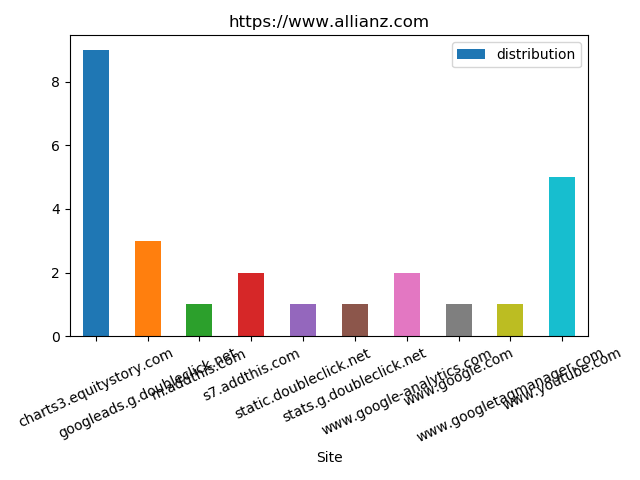 https://www.allianz.com
distribution
8
6
4
2
0
charts3.equitystory.com
googleads.g.doubleclick.net
m.addthis.com
s7.addthis.com
static.doubleclick.net
stats.g.doubleclick.net
www.google-analytics.com
www.google.com
www.googletagmanager.com
www.youtube.com
Site